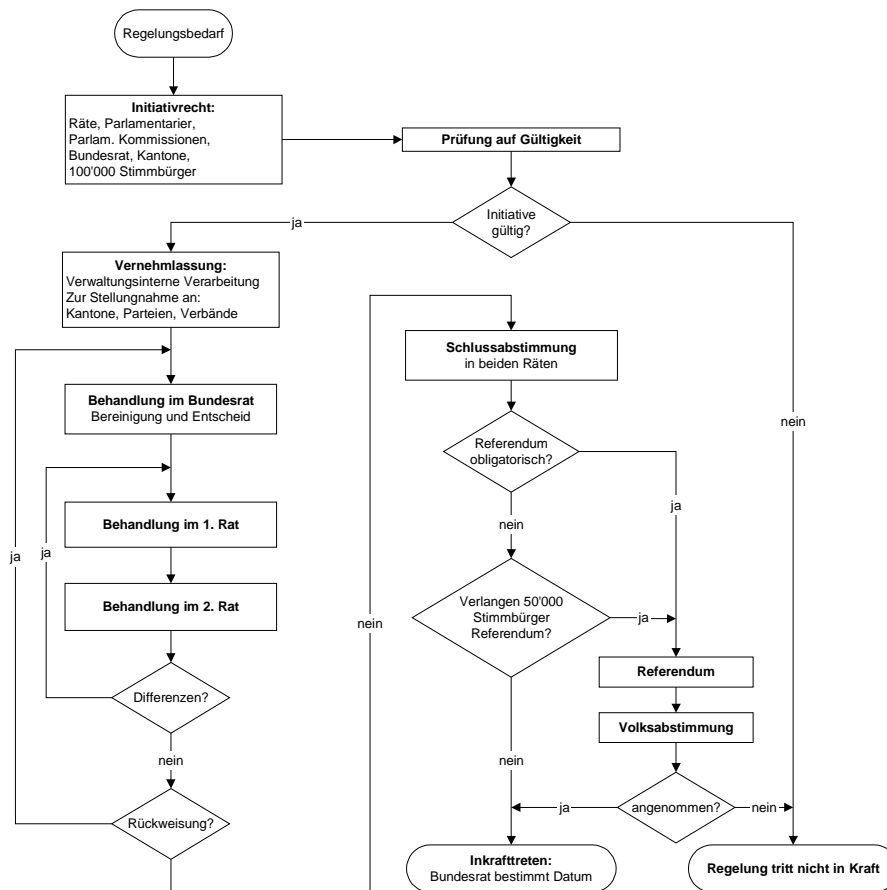 Regelungsbedarf
Initiativrecht:
Räte, Parlamentarier,
Parlam. Kommissionen,
Bundesrat, Kantone,
100'000 Stimmbürger
Prüfung auf Gültigkeit
Initiative
gültig?
ja
nein
Vernehmlassung:
Verwaltungsinterne Verarbeitung
Zur Stellungnahme an:
Kantone, Parteien, Verbände
Behandlung im Bundesrat
Bereinigung und Entscheid
Behandlung im 1. Rat
Behandlung im 2. Rat
Differenzen?
ja
nein
Rückweisung?
ja
nein
Schlussabstimmung
in beiden Räten
Referendum
obligatorisch?
ja
nein
Verlangen 50'000
Stimmbürger
Referendum?
ja
nein
Referendum
Volksabstimmung
angenommen?
ja
nein
Inkrafttreten:
Bundesrat bestimmt Datum
Regelung tritt nicht in Kraft